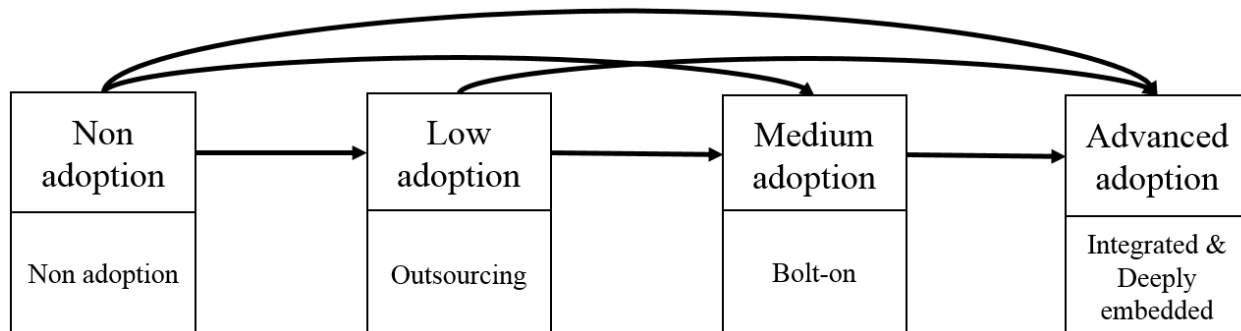 Non
adoption
Low
adoption
Medium
adoption
Advanced
adoption
Non adoption
Outsourcing
Bolt-on
Integrated &
Deeply
embedded